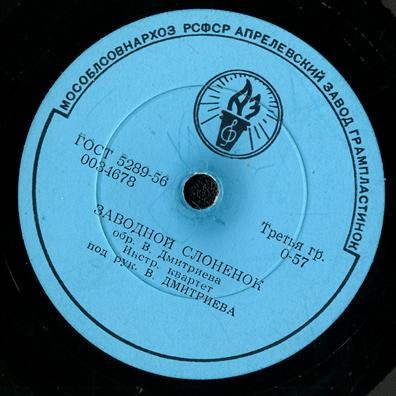 МОСОБЛСОВНАРХОЗ РСФСР АПРЕЛЕВСКИЙ ЗАВОД ГРАМПЛАСТИНОК
ГОСТ 5289-56
0034678
Третья гр.
0-57
ЗАВОДНОЙ СЛОНЕНОК
обр. В. Дмитриева
Инстр. квартет
под рук. В. ДМИТРИЕВА